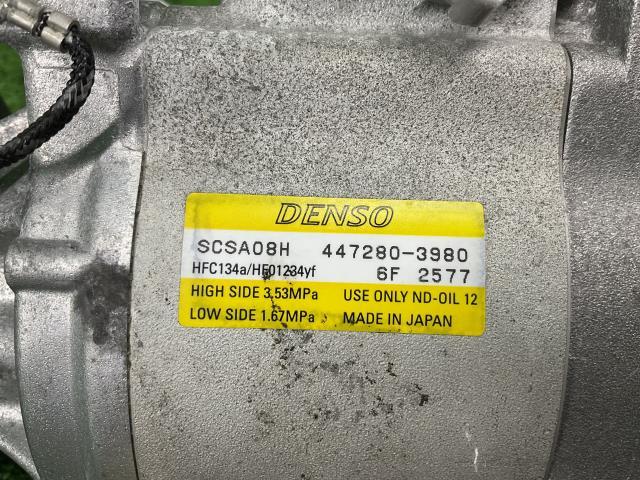 DENSO
SCSA08H 447280-3980
HFC134a/HFO1234yf 6F 2577
HIGH SIDE 3.53MPa USE ONLY ND-OIL 12
LOW SIDE 1.67MPa MADE IN JAPAN